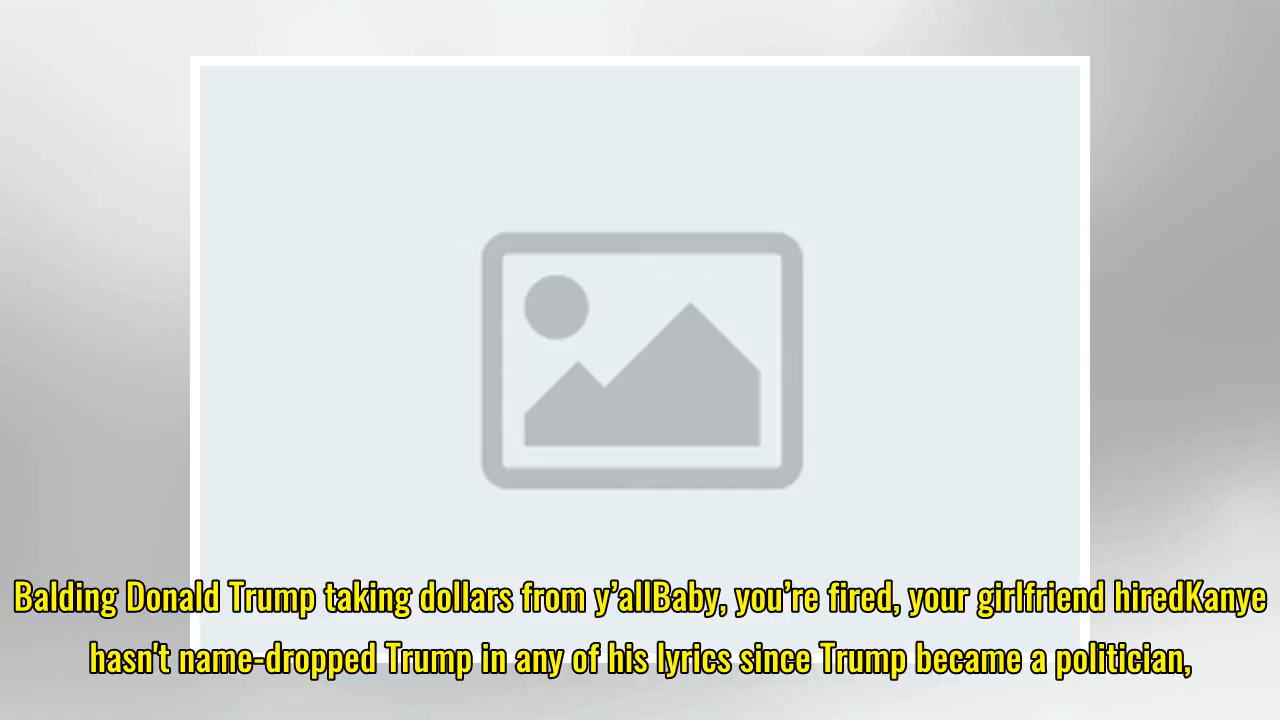 Balding Donald Trump taking dollars from y’allBaby, you’re fired, your girlfriend hiredKanye
hasn't name-dropped Trump in any of his lyrics since Trump became a politician,